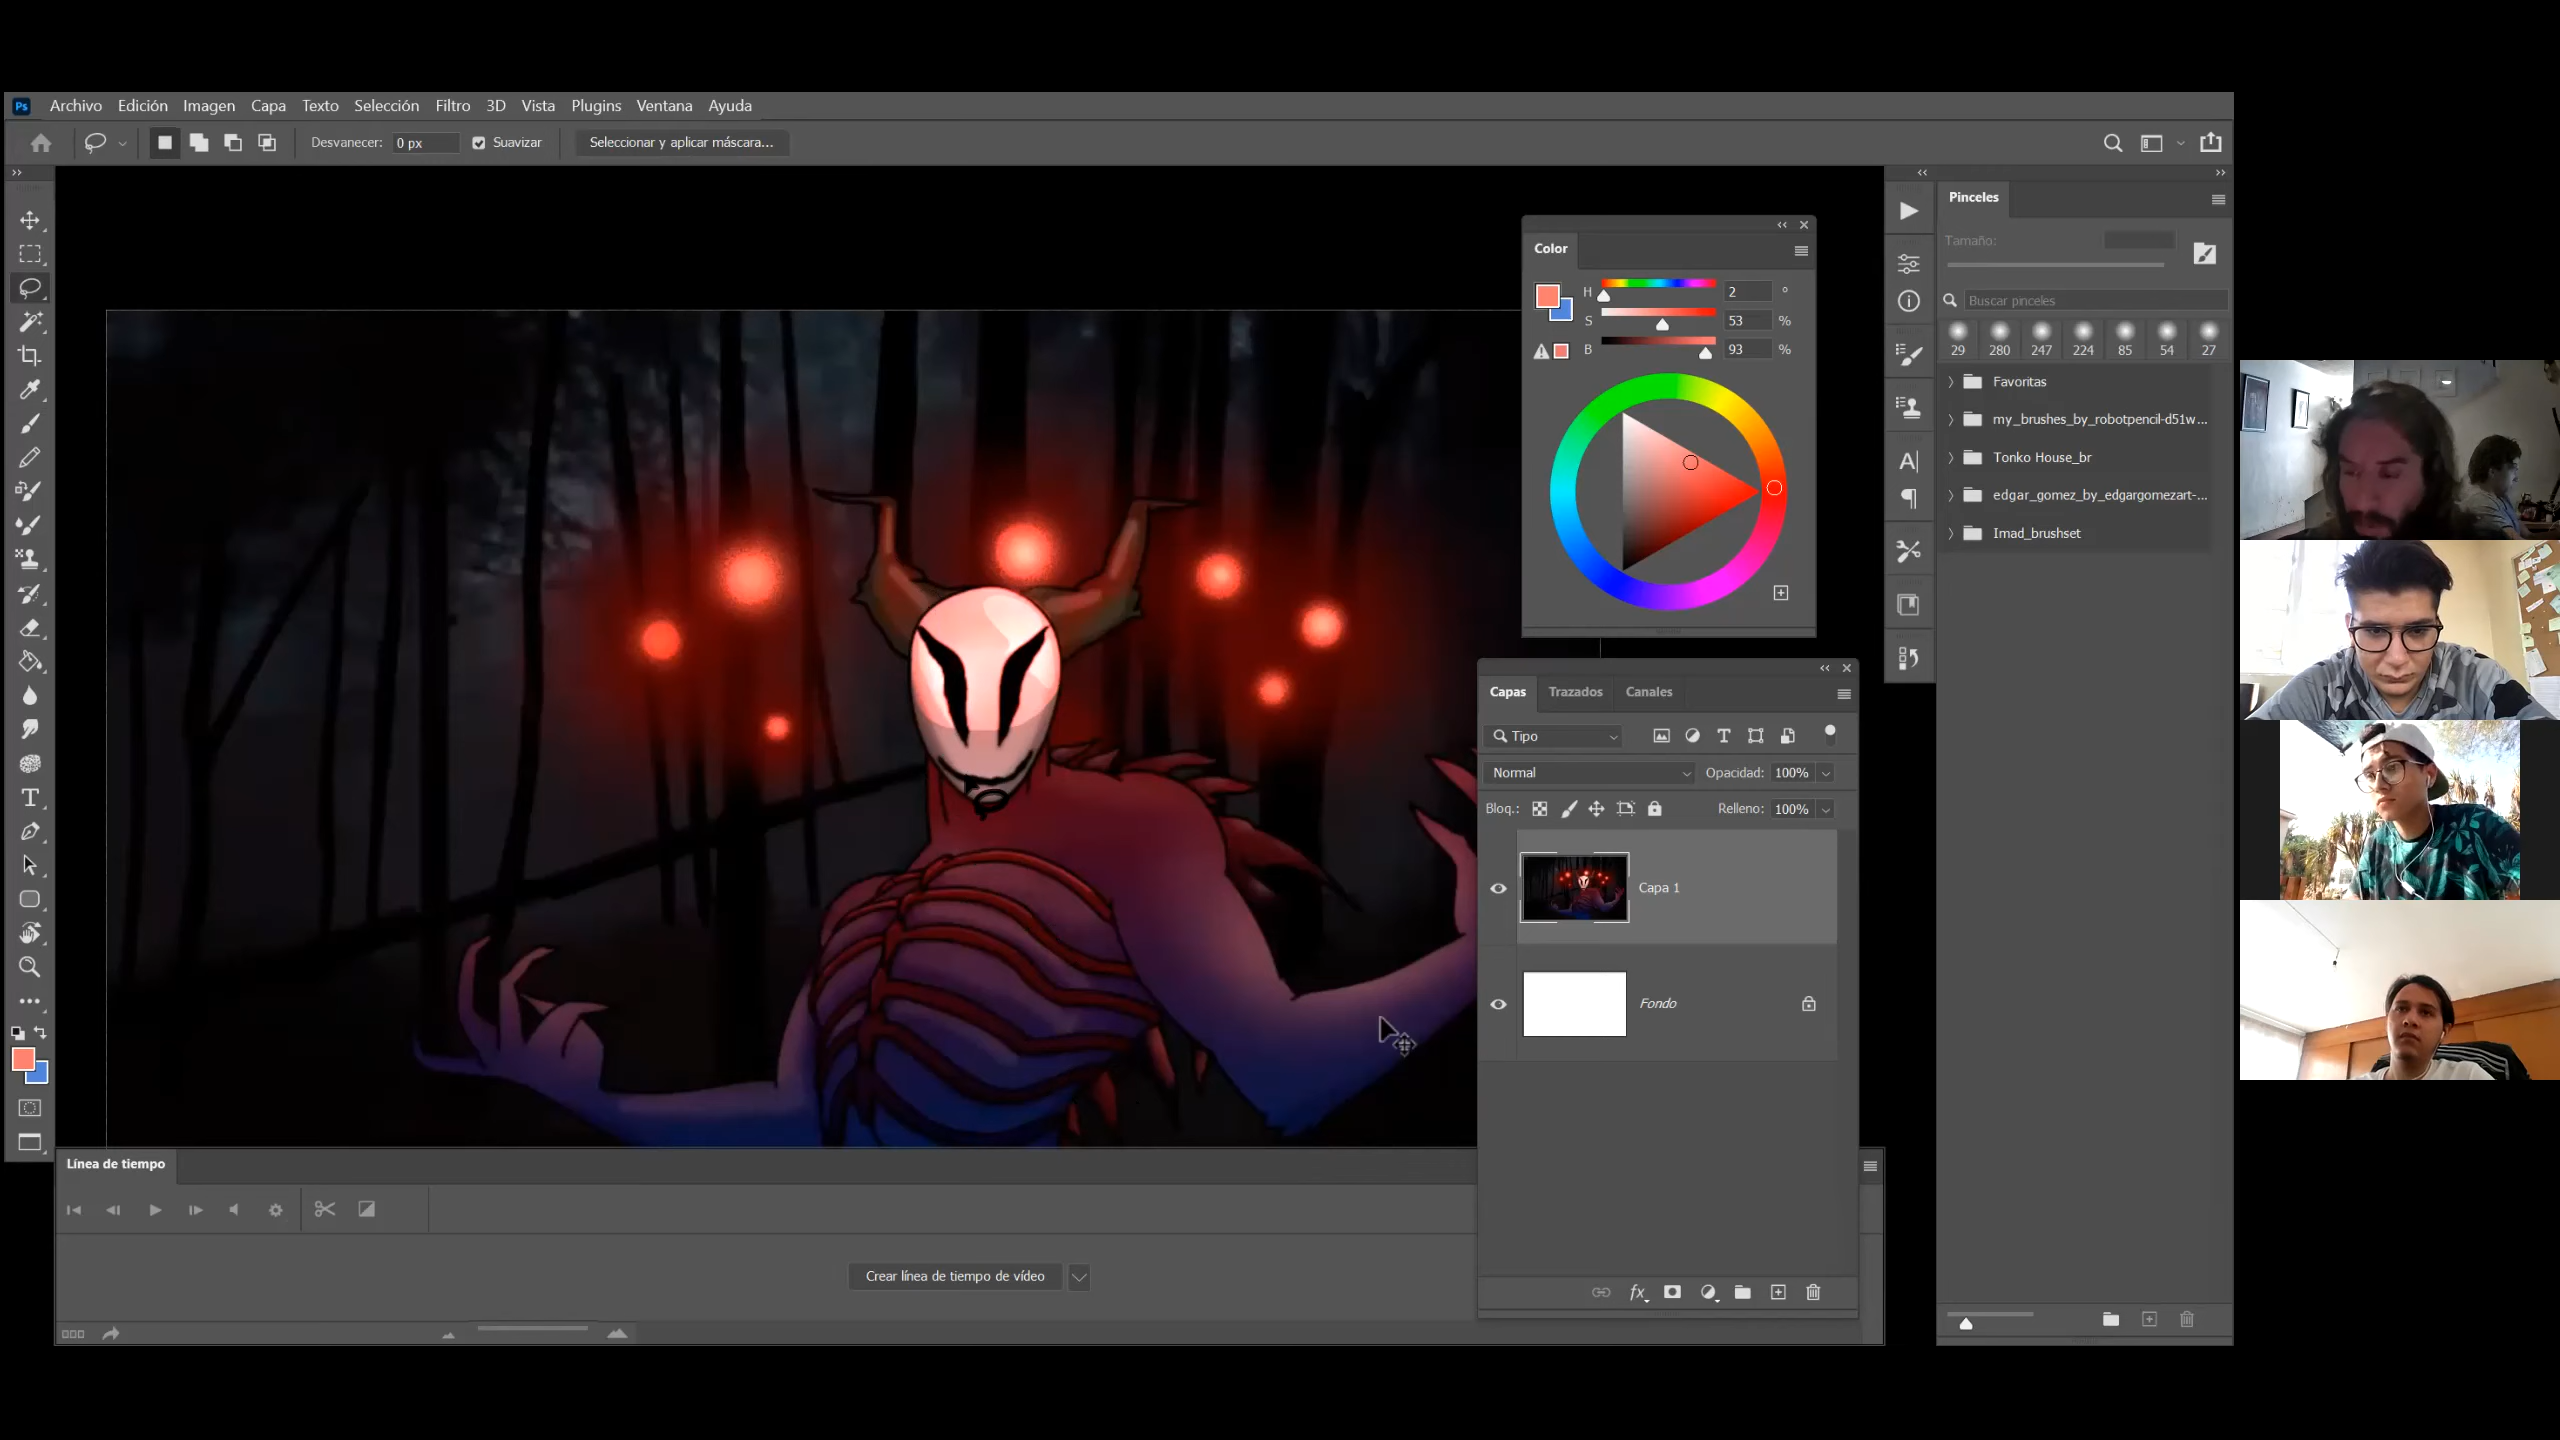 Ps Archivo Edición Imagen Capa Texto Selección Filtro 3D Vista Plugins Ventana Ayuda
Desvanecer: 0 px Suavizar Seleccionar y aplicar máscara...
Pinceles
Tamaño:
Buscar pinceles
29 280 247 224 85 54 27
Favoritas
my_brushes_by_robotpencil-d51w...
Tonko House_br
edgar_gomez_by_edgargomezart-...
Imad_brushset
Color
H 2 °
S 53 %
B 93 %
Capas Trazados Canales
Tipo
Normal Opacidad: 100%
Bloq.: Relleno: 100%
Capa 1
Fondo
fx
Línea de tiempo
Crear línea de tiempo de vídeo